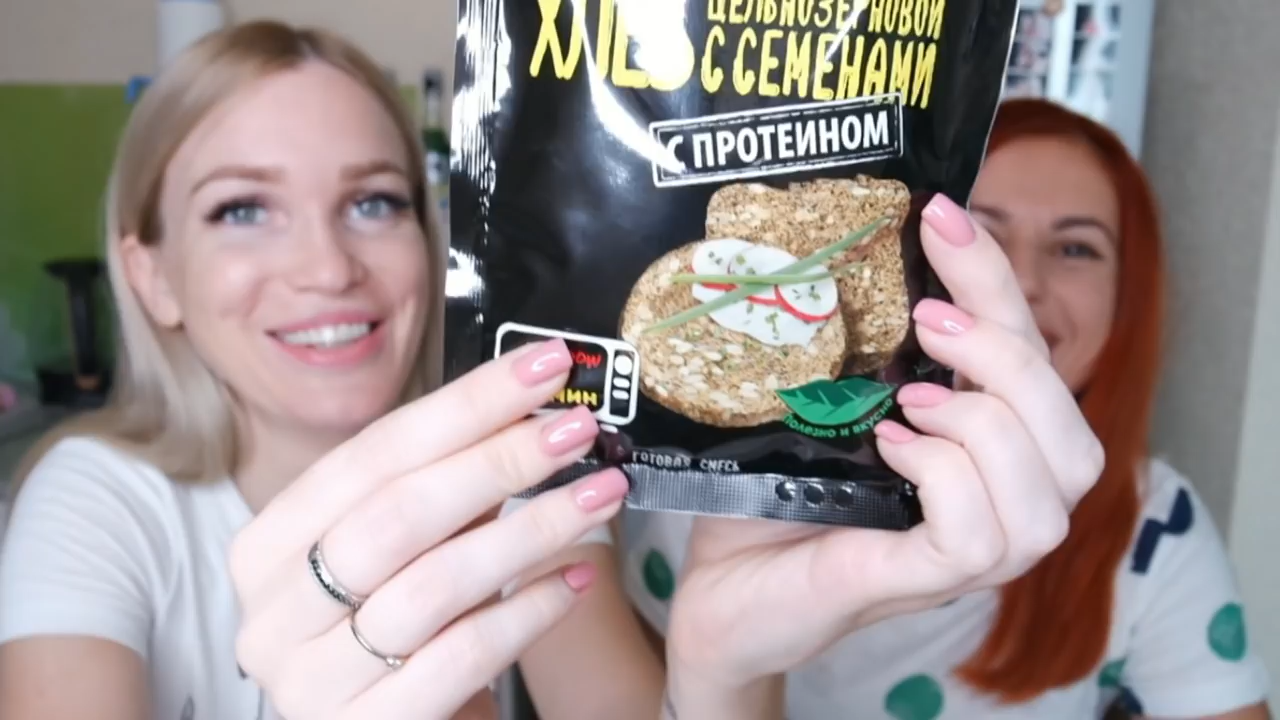 ХЛЕБ ЦЕЛЬНОЗЕРНОВОЙ
С СЕМЕНАМИ
С ПРОТЕИНОМ
ПОЛЕЗНО И ВКУСНО
ГОТОВАЯ СМЕСЬ